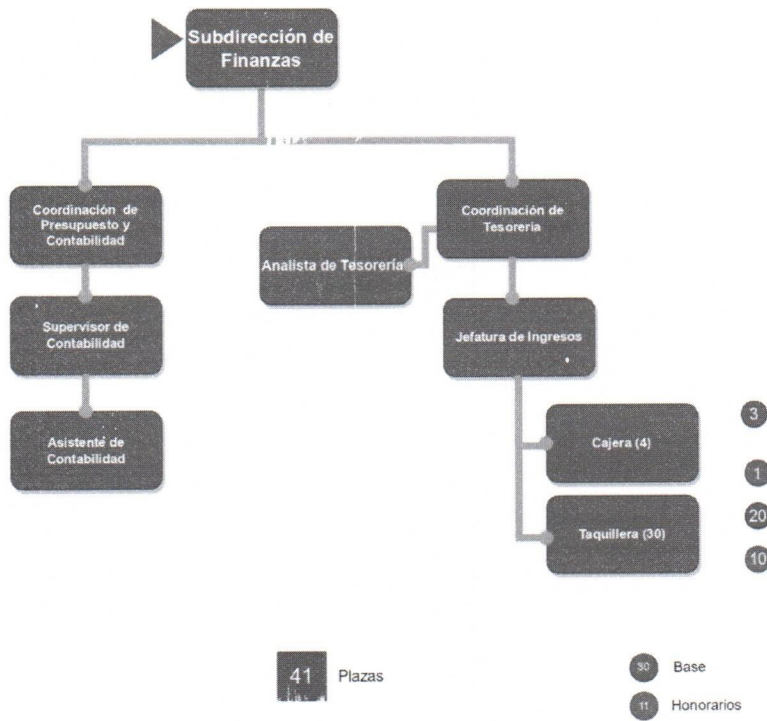 Subdirección de
Finanzas
Coordinación de
Presupuesto y
Contabilidad
Coordinación de
Tesoreria
Analista de Tesorería
Supervisor de
Contabilidad
Jefatura de Ingresos
Asistente de
Contabilidad
Cajera (4)
3
1
Taquillera (30)
20
10
41 Plazas
30 Base
11 Honorarios